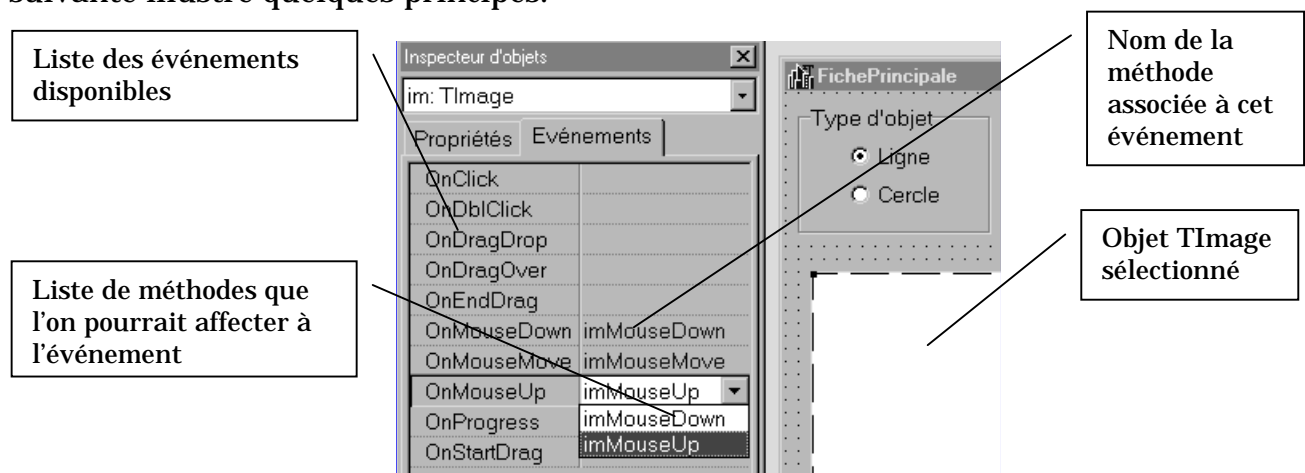 suivante illustre quelques principes.
Liste des événements
disponibles
Liste de méthodes que
l'on pourrait affecter à
l'événement
Inspecteur d'objets
im: TImage
Propriétés Evénements
OnClick
OnDblClick
OnDragDrop
OnDragOver
OnEndDrag
OnMouseDown imMouseDown
OnMouseMove imMouseMove
OnMouseUp imMouseUp
OnProgress imMouseDown
OnStartDrag imMouseUp
FichePrincipale
Type d'objet
Ligne
Cercle
Nom de la
méthode
associée à cet
événement
Objet TImage
sélectionné